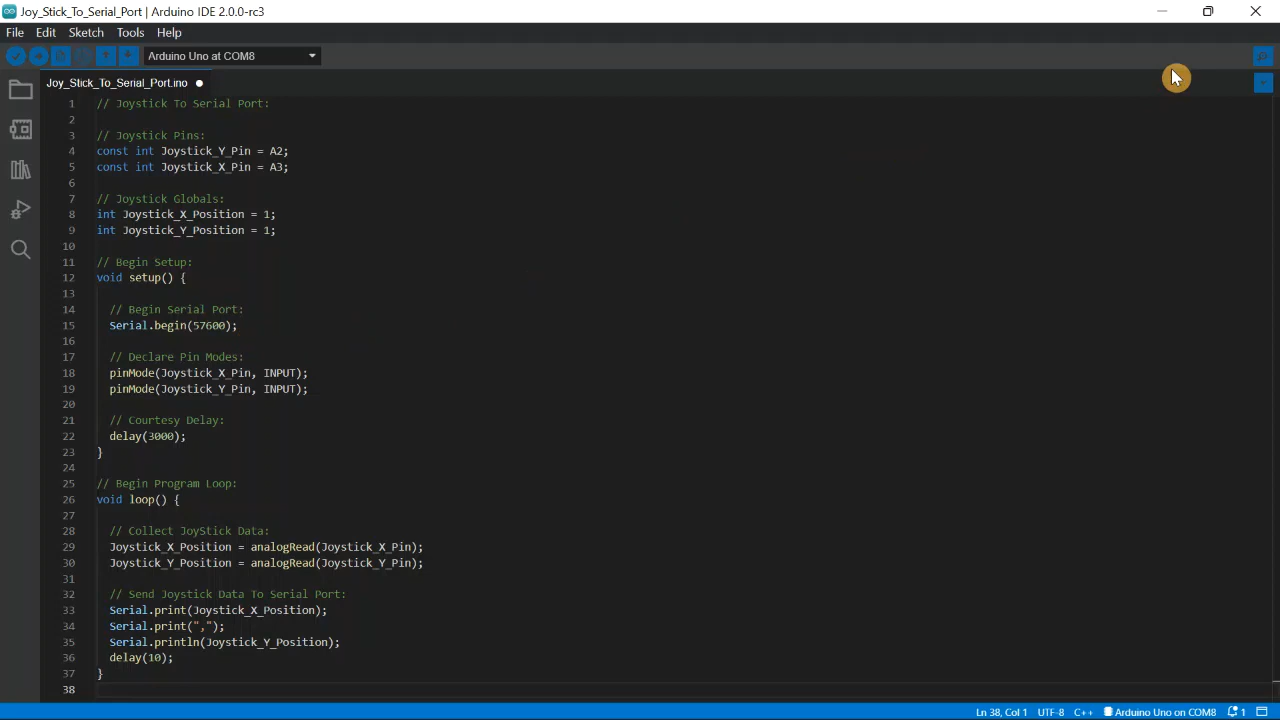 Joy_Stick_To_Serial_Port | Arduino IDE 2.0.0-rc3
File Edit Sketch Tools Help
Arduino Uno at COM8
Joy_Stick_To_Serial_Port.ino
1 // Joystick To Serial Port:
2
3 // Joystick Pins:
4 const int Joystick_Y_Pin = A2;
5 const int Joystick_X_Pin = A3;
6
7 // Joystick Globals:
8 int Joystick_X_Position = 1;
9 int Joystick_Y_Position = 1;
10
11 // Begin Setup:
12 void setup() {
13
14 // Begin Serial Port:
15 Serial.begin(57600);
16
17 // Declare Pin Modes:
18 pinMode(Joystick_X_Pin, INPUT);
19 pinMode(Joystick_Y_Pin, INPUT);
20
21 // Courtesy Delay:
22 delay(3000);
23 }
24
25 // Begin Program Loop:
26 void loop() {
27
28 // Collect JoyStick Data:
29 Joystick_X_Position = analogRead(Joystick_X_Pin);
30 Joystick_Y_Position = analogRead(Joystick_Y_Pin);
31
32 // Send Joystick Data To Serial Port:
33 Serial.print(Joystick_X_Position);
34 Serial.print(",");
35 Serial.println(Joystick_Y_Position);
36 delay(10);
37 }
38
Ln 38, Col 1 UTF-8 C++ Arduino Uno on COM8 1